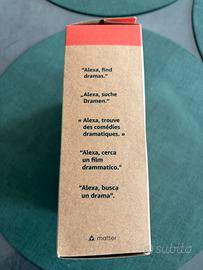 “Alexa, find
dramas.”
„Alexa, suche
Dramen.“
« Alexa, trouve
des comédies
dramatiques. »
“Alexa, cerca
un film
drammatico.”
“Alexa, busca
un drama”.
matter
subito